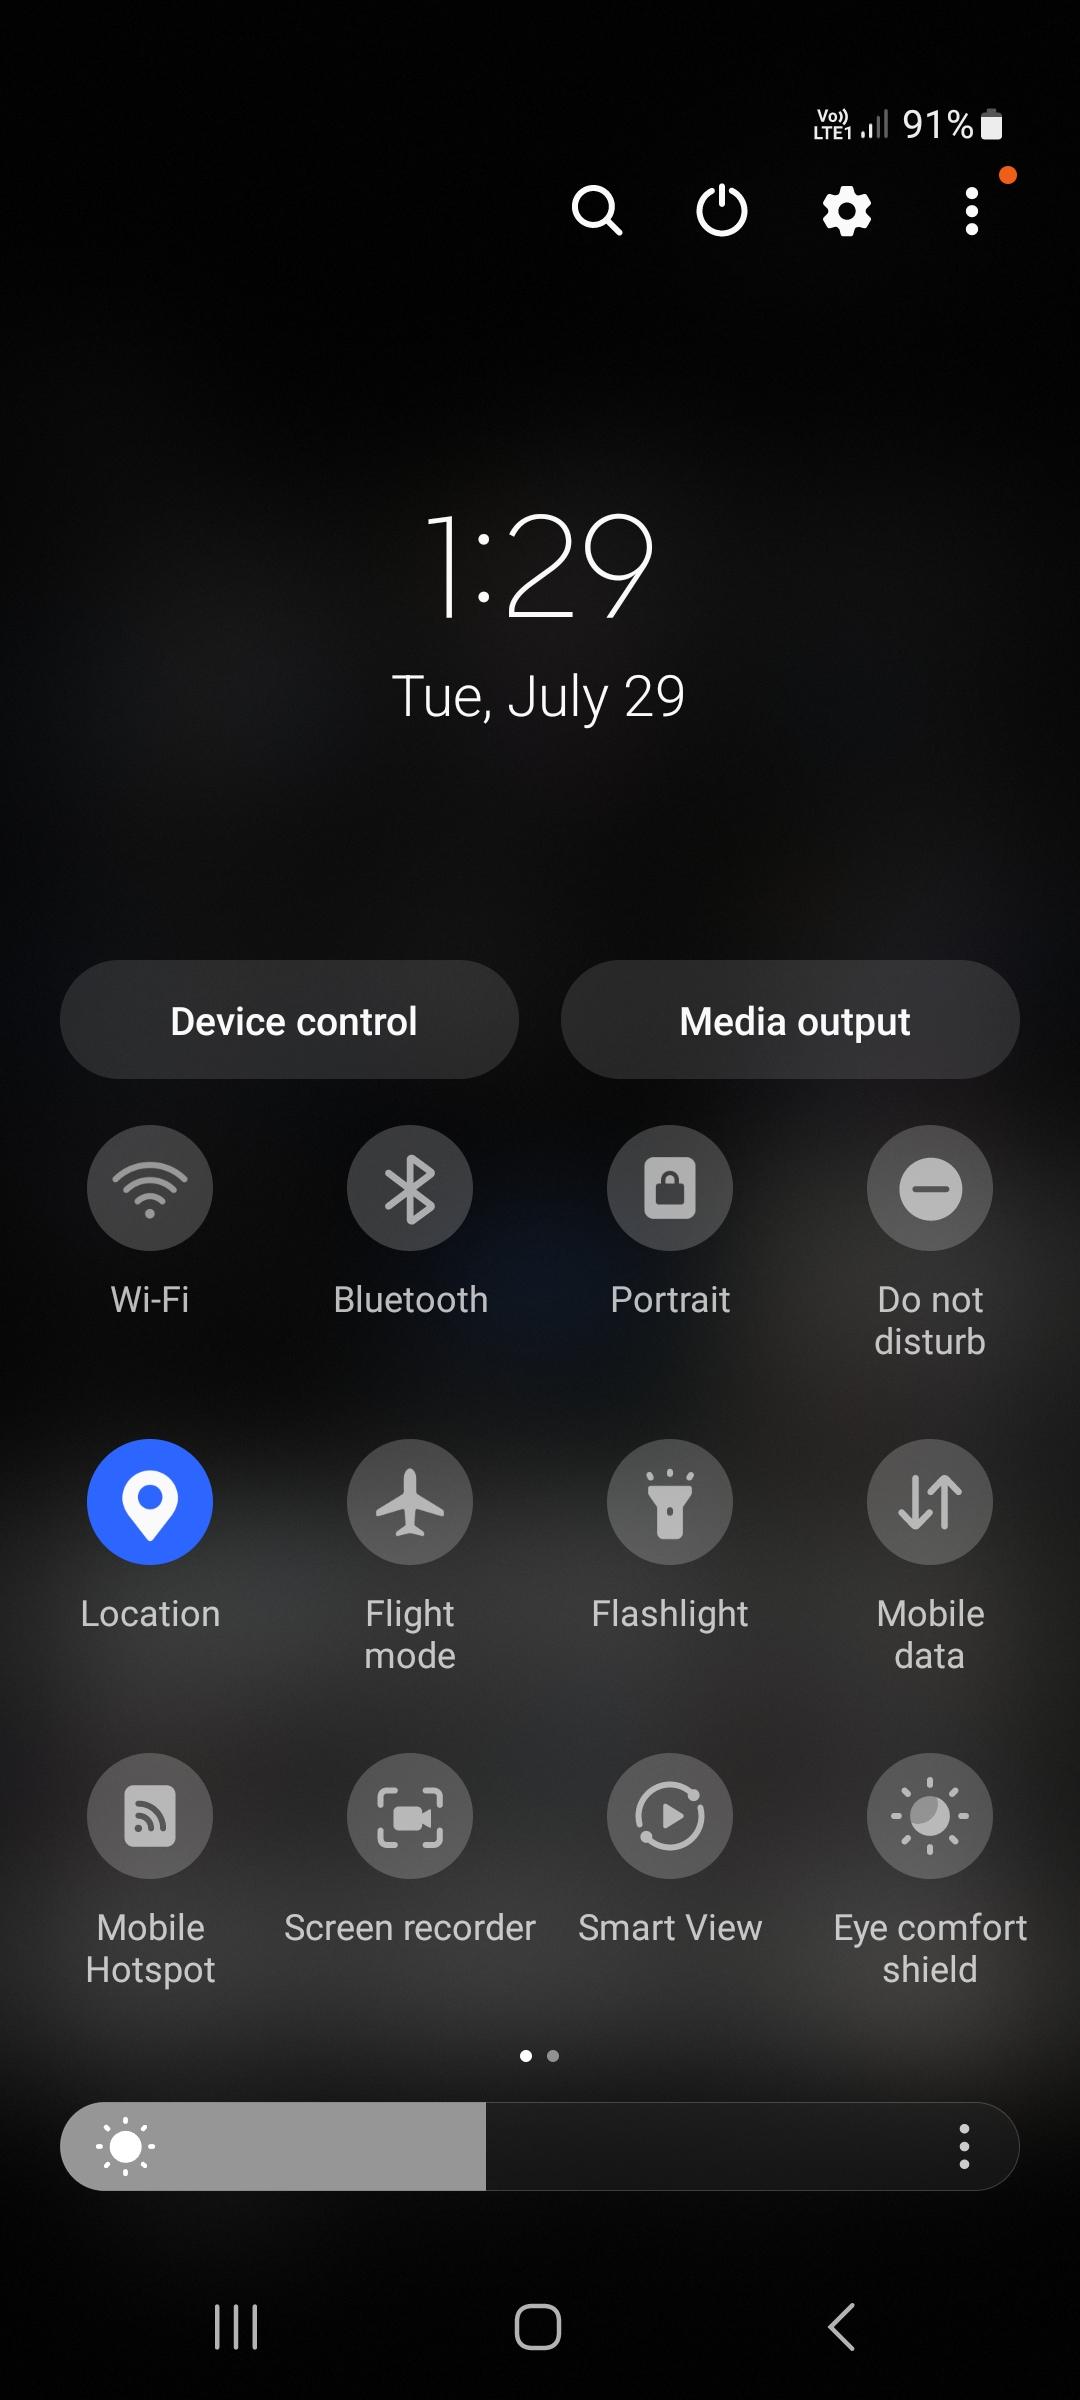 Vo)) LTE1 91%
1:29
Tue, July 29
Device control Media output
Wi-Fi Bluetooth Portrait Do not
disturb
Location Flight Flashlight Mobile
mode data
Mobile Screen recorder Smart View Eye comfort
Hotspot shield